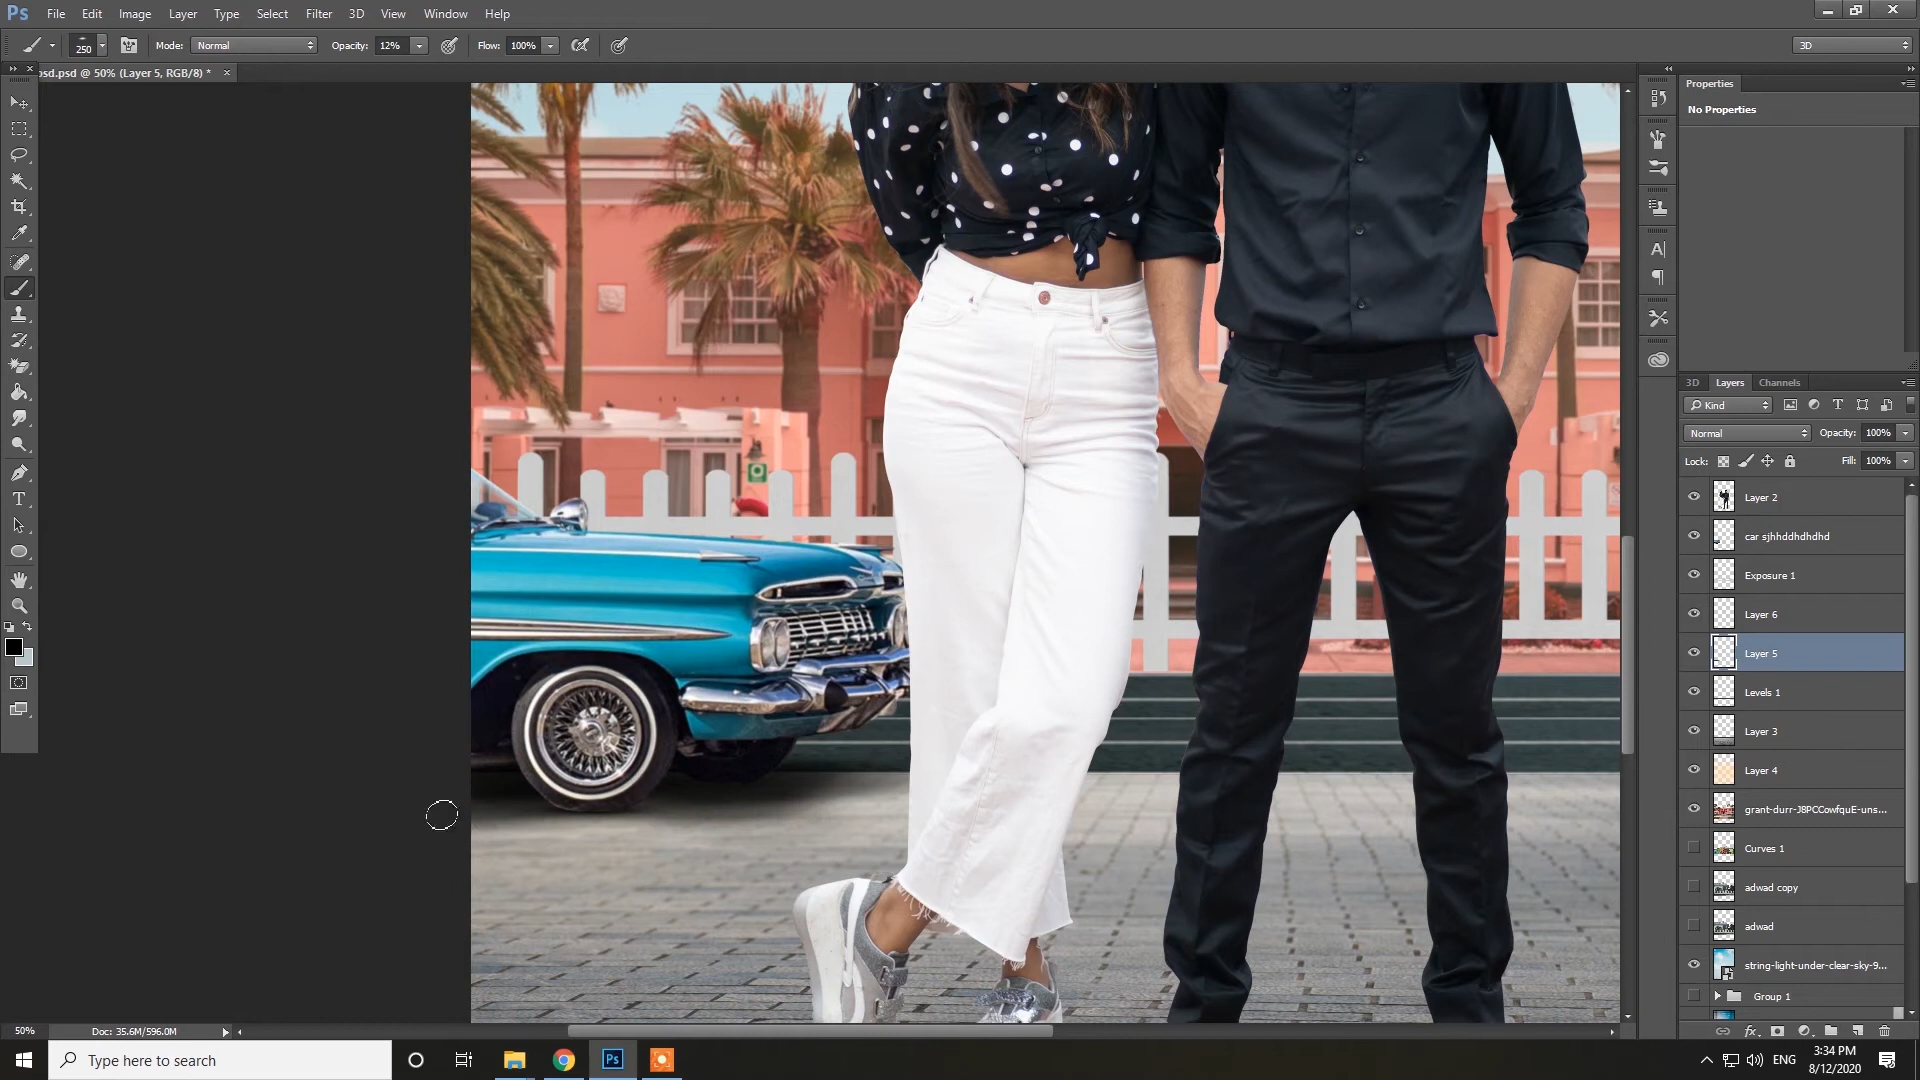 Ps File Edit Image Layer Type Select Filter 3D View Window Help
250 Mode: Normal Opacity: 12% Flow: 100% 3D
osd.psd @ 50% (Layer 5, RGB/8) *
Properties
No Properties
3D Layers Channels
Kind
Normal Opacity: 100%
Lock: Fill: 100%
Layer 2
car sjhhddhdhdhd
Exposure 1
Layer 6
Layer 5
Levels 1
Layer 3
Layer 4
grant-durr-J8PCCowfquE-uns...
Curves 1
adwad copy
adwad
string-light-under-clear-sky-9...
Group 1
50% Doc: 35.6M/596.0M
Type here to search
Ps
ENG
3:34 PM
8/12/2020